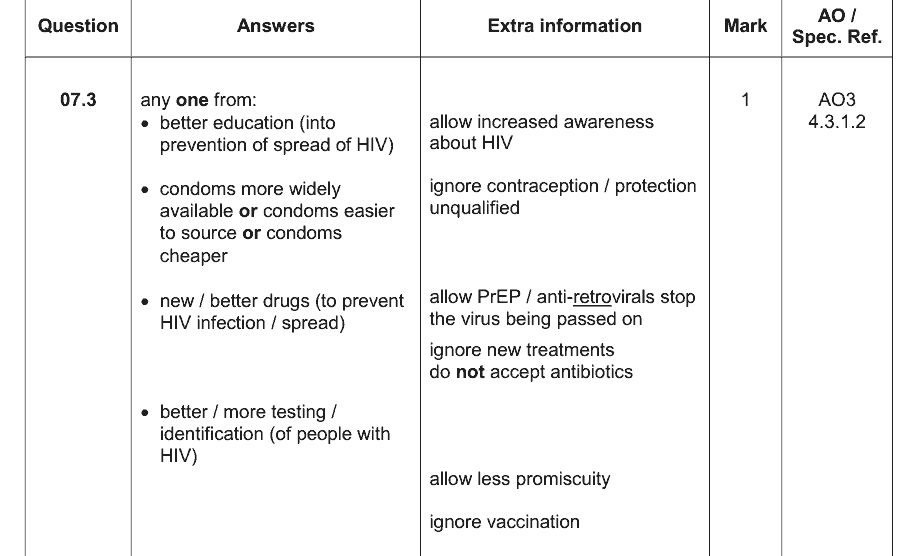 Question
Answers
Extra information
Mark
AO /
Spec. Ref.
07.3
any one from:
• better education (into
prevention of spread of HIV)
allow increased awareness
about HIV
1
AO3
4.3.1.2
• condoms more widely
available or condoms easier
to source or condoms
cheaper
ignore contraception / protection
unqualified
• new / better drugs (to prevent
HIV infection / spread)
allow PrEP / anti-retrovirals stop
the virus being passed on
ignore new treatments
do not accept antibiotics
• better / more testing /
identification (of people with
HIV)
allow less promiscuity
ignore vaccination